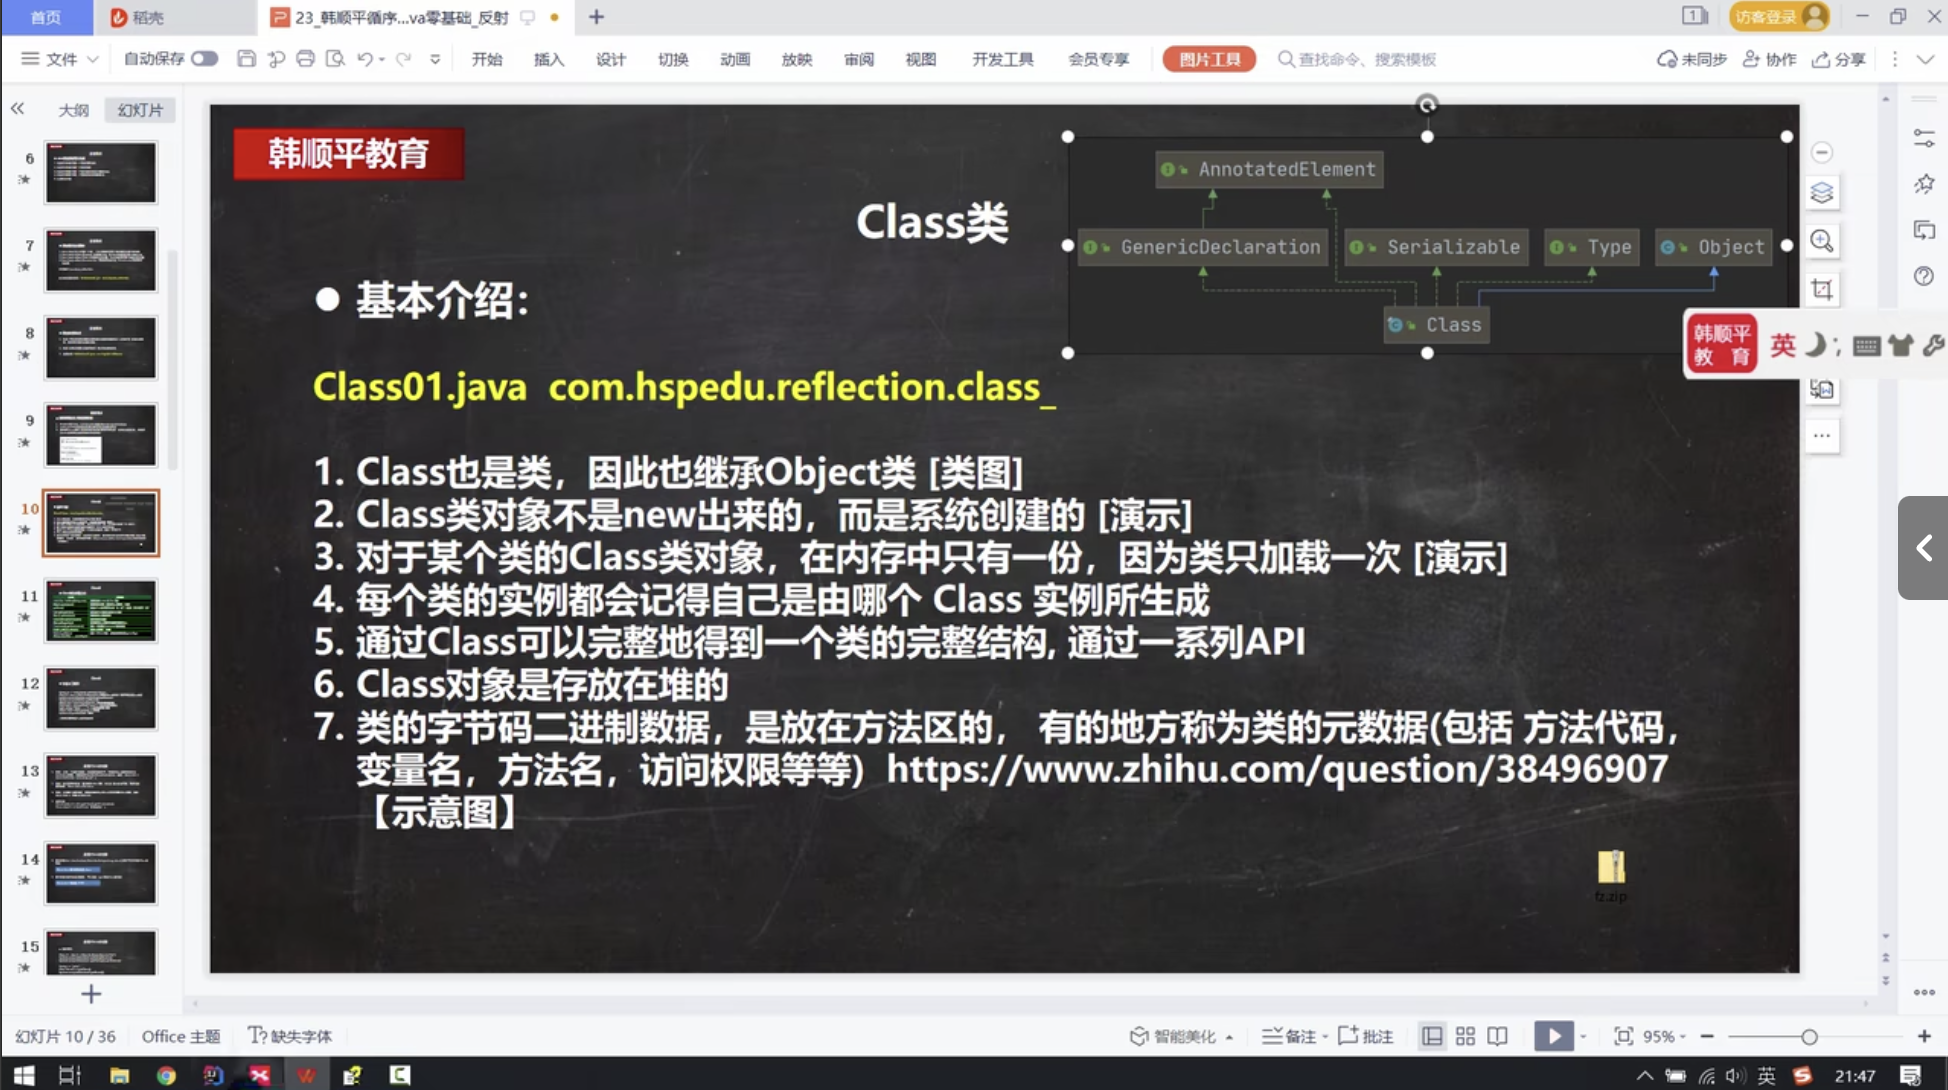 首页
稻壳
23_韩顺平循序...va零基础_反射
1
访客登录
文件
自动保存
开始
插入
设计
切换
动画
放映
审阅
视图
开发工具
会员专享
图片工具
查找命令、搜索模板
未同步
协作
分享
大纲
幻灯片
6
7
8
9
10
11
12
13
14
15
韩顺平教育
Class类
AnnotatedElement
GenericDeclaration
Serializable
Type
Object
Class
基本介绍：
Class01.java com.hspedu.reflection.class_
1. Class也是类，因此也继承Object类 [类图]
2. Class类对象不是new出来的，而是系统创建的 [演示]
3. 对于某个类的Class类对象，在内存中只有一份，因为类只加载一次 [演示]
4. 每个类的实例都会记得自己是由哪个 Class 实例所生成
5. 通过Class可以完整地得到一个类的完整结构, 通过一系列API
6. Class对象是存放在堆的
7. 类的字节码二进制数据，是放在方法区的， 有的地方称为类的元数据(包括 方法代码，
变量名，方法名，访问权限等等） https://www.zhihu.com/question/38496907
【示意图】
fz.zip
韩顺平
教 育
英
幻灯片 10 / 36
Office 主题
缺失字体
智能美化
备注
批注
95%
英
21:47